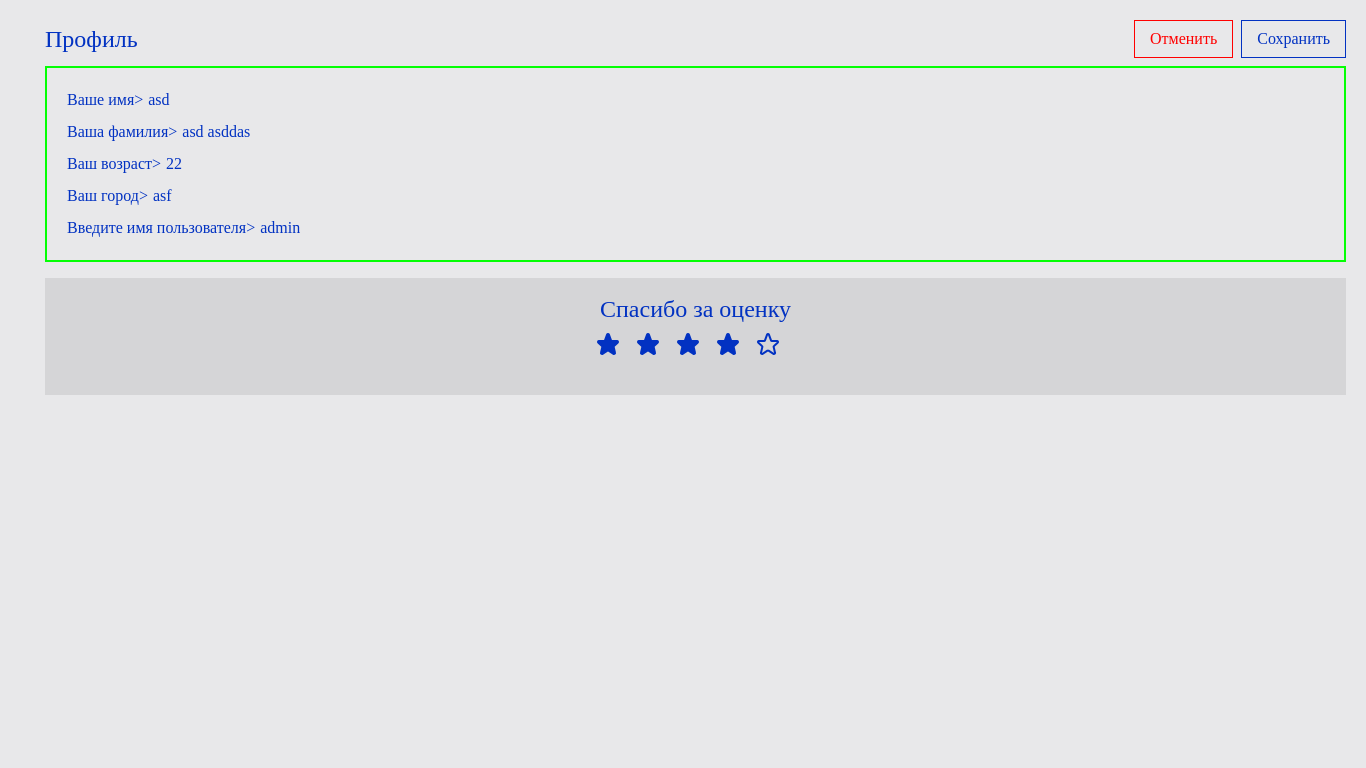 Профиль
Отменить
Сохранить
Ваше имя> asd
Ваша фамилия> asd asddas
Ваш возраст> 22
Ваш город> asf
Введите имя пользователя> admin
Спасибо за оценку